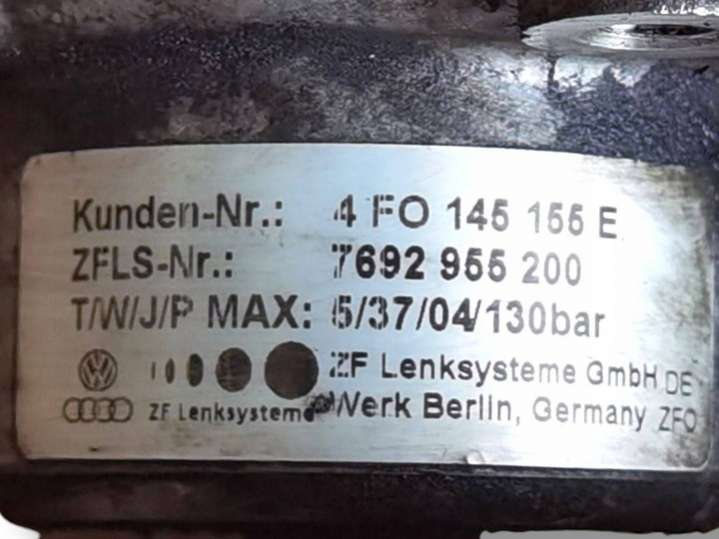 Kunden-Nr.: 4 FO 145 155 E
ZFLS-Nr.: 7692 955 200
T/W/J/P MAX: 5/37/04/130bar
ZF Lenksysteme GmbH DE
ZF Lenksysteme Werk Berlin, Germany ZFO